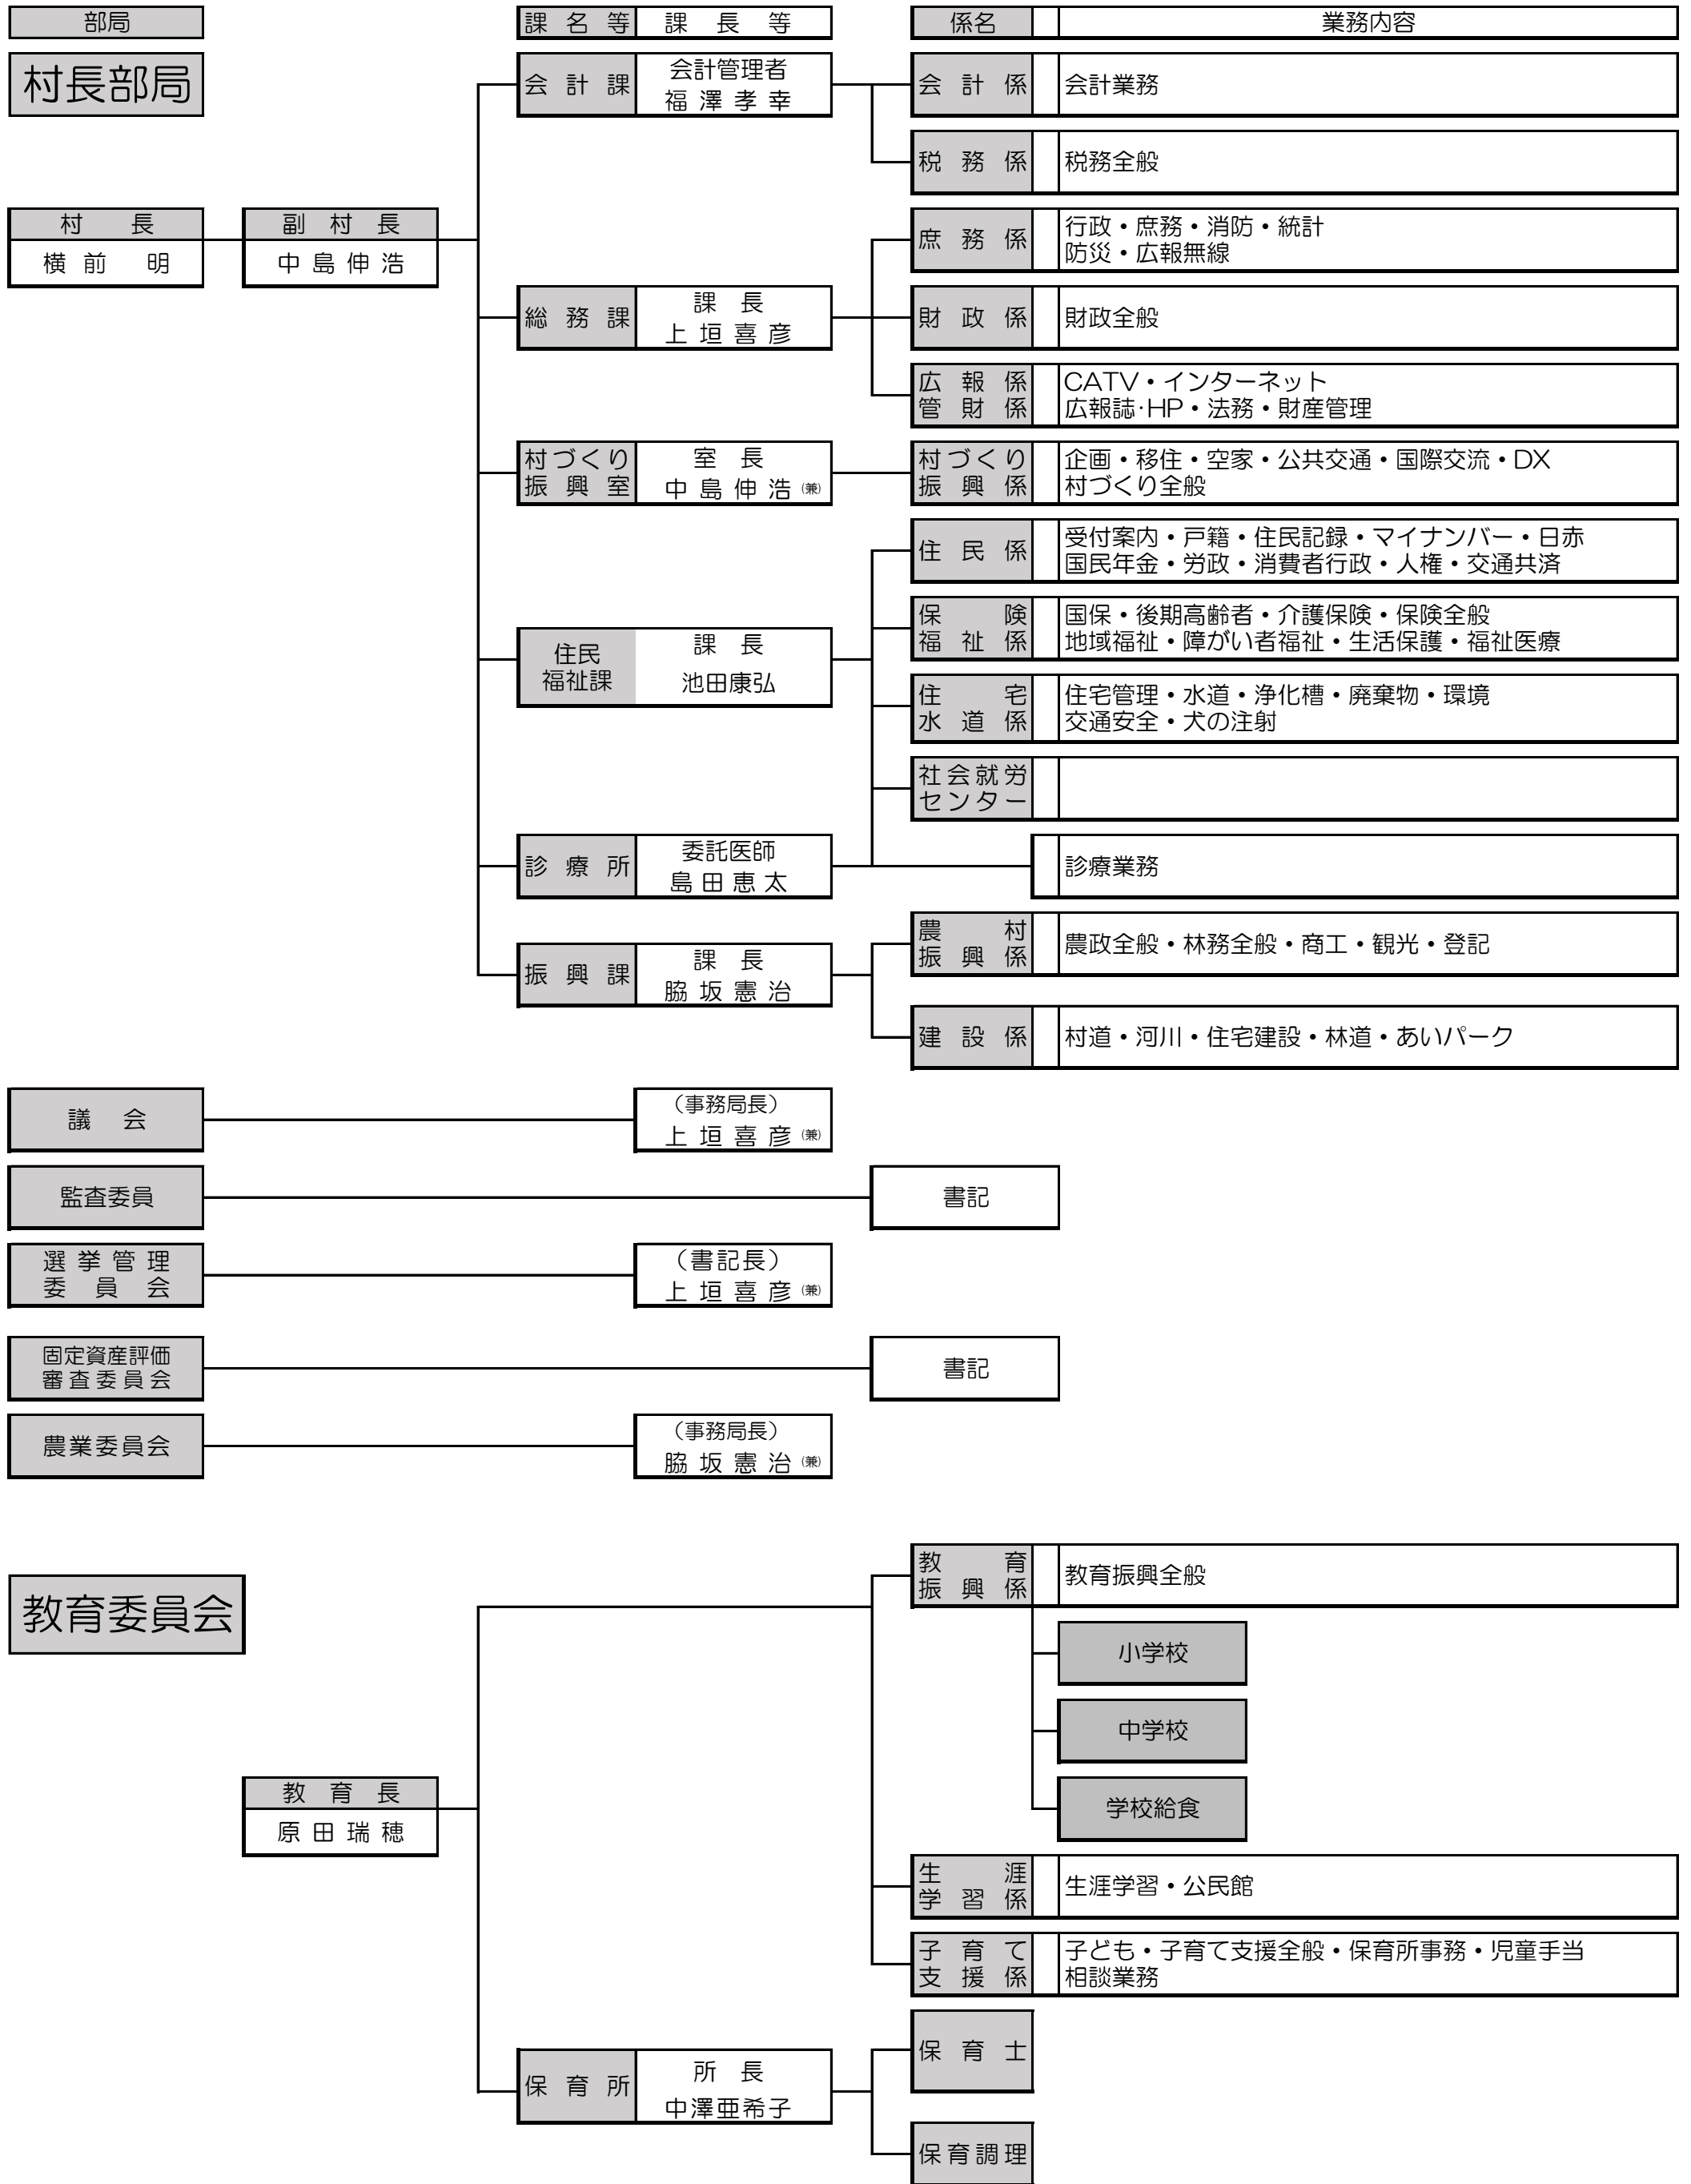 部局
課名等 課長等
係名 業務内容
村長部局
会計課
会計管理者
福澤孝幸
会計係
会計業務
税務係
税務全般
村長
横前 明
副村長
中島伸浩
庶務係
行政・庶務・消防・統計
防災・広報無線
総務課
課長
上垣喜彦
財政係
財政全般
広報係
管財係
CATV・インターネット
広報誌・HP・法務・財産管理
村づくり
振興室
室長
中島伸浩(兼)
村づくり
振興係
企画・移住・空家・公共交通・国際交流・DX
村づくり全般
住民係
受付案内・戸籍・住民記録・マイナンバー・日赤
国民年金・労政・消費者行政・人権・交通共済
保険
福祉係
国保・後期高齢者・介護保険・保険全般
地域福祉・障がい者福祉・生活保護・福祉医療
住民
福祉課
課長
池田康弘
住宅
水道係
住宅管理・水道・浄化槽・廃棄物・環境
交通安全・犬の注射
社会就労
センター
診療所
委託医師
島田恵太
診療業務
農村
振興係
農政全般・林務全般・商工・観光・登記
振興課
課長
脇坂憲治
建設係
村道・河川・住宅建設・林道・あいパーク
議会
(事務局長)
上垣喜彦(兼)
監査委員
書記
選挙管理
委員会
(書記長)
上垣喜彦(兼)
固定資産評価
審査委員会
書記
農業委員会
(事務局長)
脇坂憲治(兼)
教育委員会
教育
振興係
教育振興全般
小学校
中学校
学校給食
教育長
原田瑞穂
生涯
学習係
生涯学習・公民館
子育て
支援係
子ども・子育て支援全般・保育所事務・児童手当
相談業務
保育所
所長
中澤亜希子
保育士
保育調理